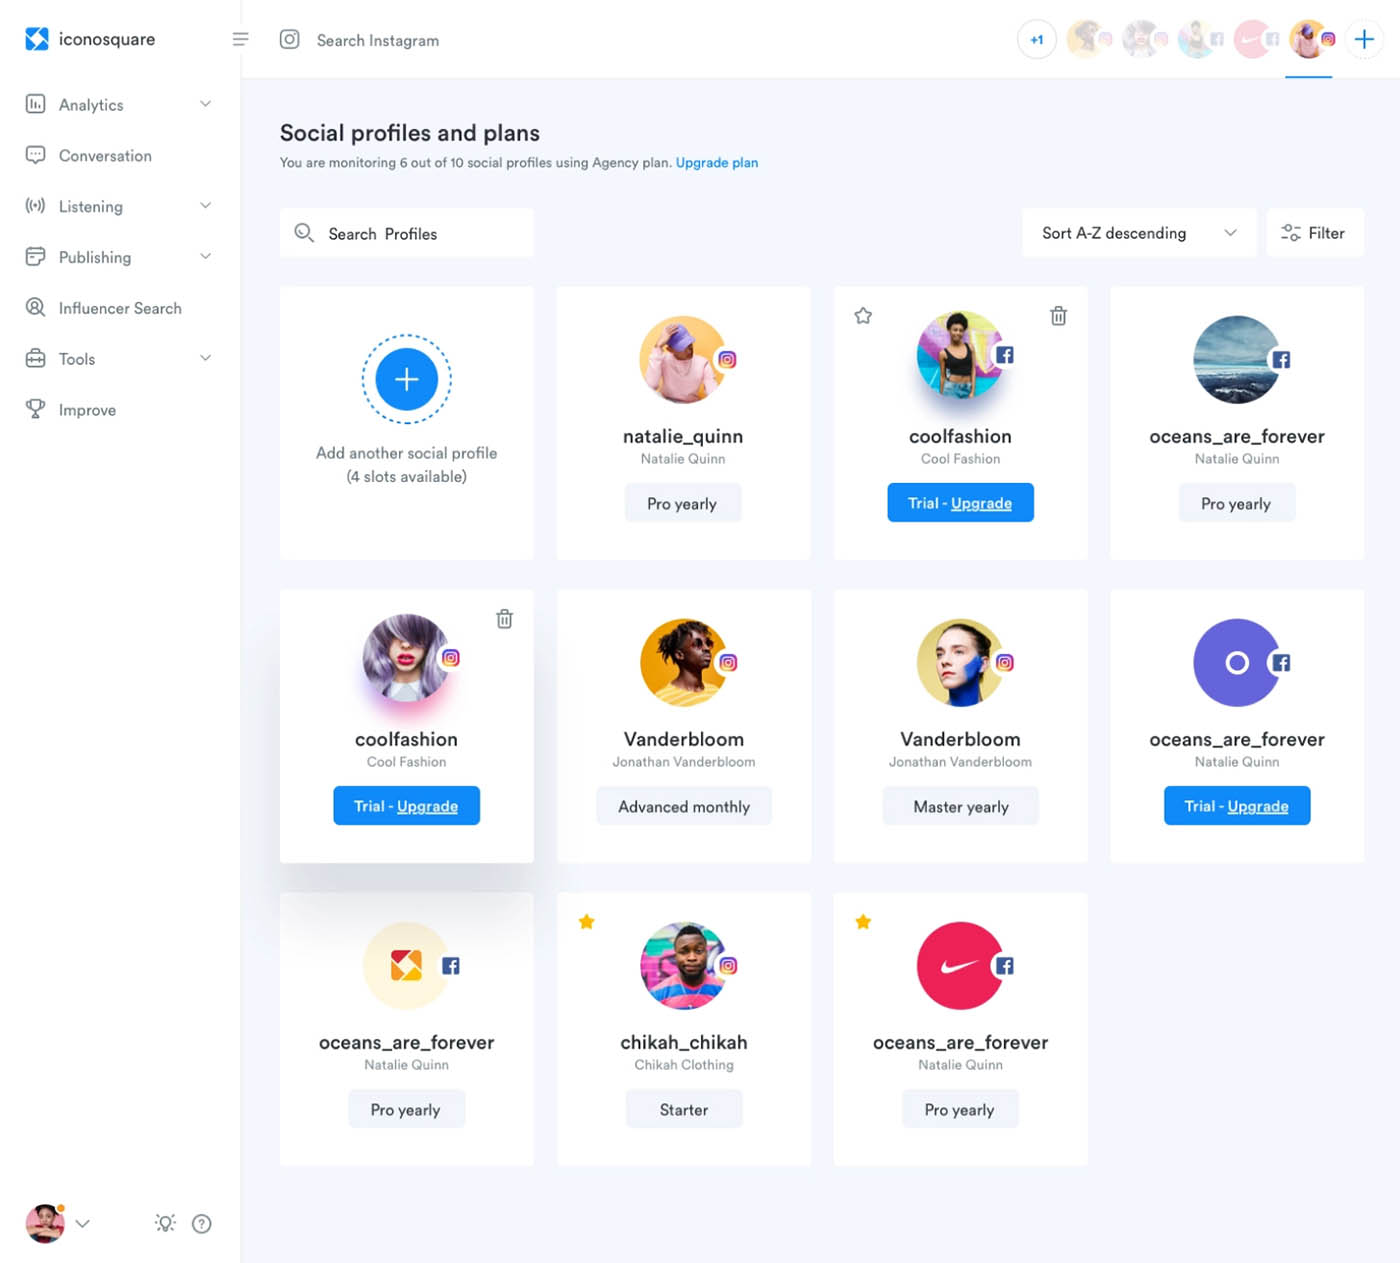 iconosquare
Search Instagram
+1
Analytics
Conversation
Listening
Publishing
Influencer Search
Tools
Improve
Social profiles and plans
You are monitoring 6 out of 10 social profiles using Agency plan. Upgrade plan
Search Profiles
Sort A-Z descending
Filter
Add another social profile
(4 slots available)
natalie_quinn
Natalie Quinn
Pro yearly
coolfashion
Cool Fashion
Trial - Upgrade
oceans_are_forever
Natalie Quinn
Pro yearly
coolfashion
Cool Fashion
Trial - Upgrade
Vanderbloom
Jonathan Vanderbloom
Advanced monthly
Vanderbloom
Jonathan Vanderbloom
Master yearly
oceans_are_forever
Natalie Quinn
Trial - Upgrade
oceans_are_forever
Natalie Quinn
Pro yearly
chikah_chikah
Chikah Clothing
Starter
oceans_are_forever
Natalie Quinn
Pro yearly